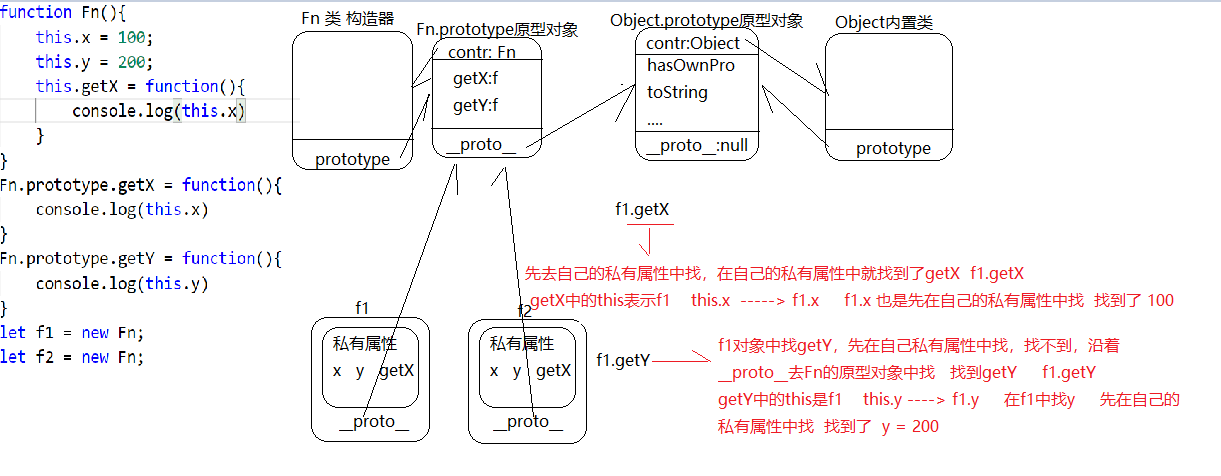 function Fn(){
this.x = 100;
this.y = 200;
this.getX = function(){
console.log(this.x)
}
}
Fn.prototype.getX = function(){
console.log(this.x)
}
Fn.prototype.getY = function(){
console.log(this.y)
}
let f1 = new Fn;
let f2 = new Fn;
Fn 类 构造器
prototype
Fn.prototype原型对象
contr: Fn
getX:f
getY:f
__proto__
Object.prototype原型对象
contr:Object
hasOwnPro
toString
....
__proto__:null
Object内置类
prototype
f1.getX
先去自己的私有属性中找，在自己的私有属性中就找到了getX f1.getX
getX中的this表示f1 this.x -----> f1.x f1.x 也是先在自己的私有属性中找 找到了 100
f1
私有属性
x y getX
__proto__
f2
私有属性
x y getX
__proto__
f1.getY
f1对象中找getY，先在自己私有属性中找，找不到，沿着
__proto__去Fn的原型对象中找 找到getY f1.getY
getY中的this是f1 this.y ----> f1.y 在f1中找y 先在自己的
私有属性中找 找到了 y = 200